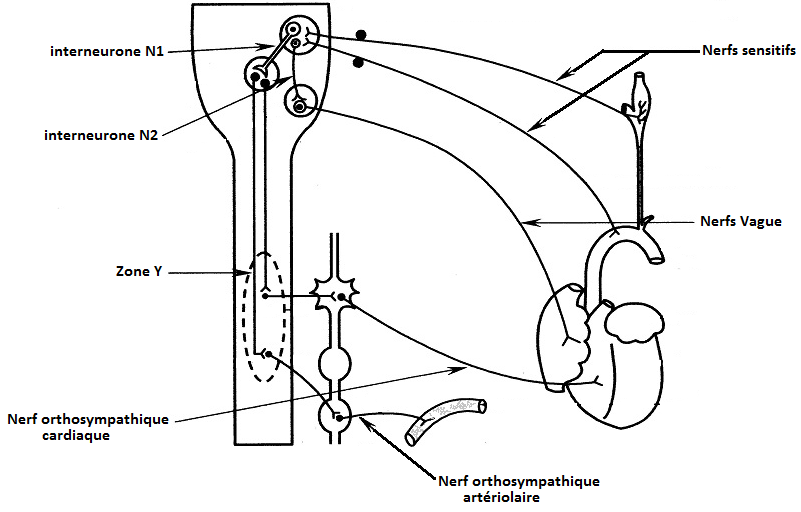 interneurone N1
Nerfs sensitifs
interneurone N2
Nerfs Vague
Zone Y
Nerf orthosympathique
cardiaque
Nerf orthosympathique
artériolaire